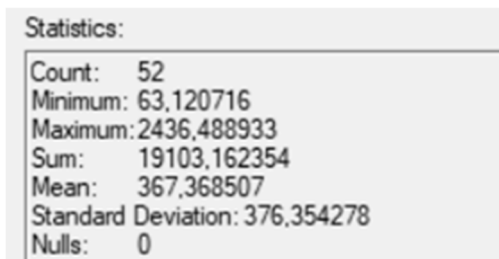 Statistics:
Count: 52
Minimum: 63,120716
Maximum: 2436,488933
Sum: 19103,162354
Mean: 367,368507
Standard Deviation: 376,354278
Nulls: 0